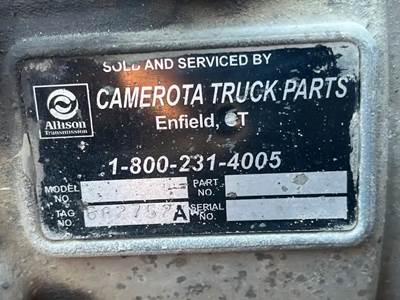 SOLD AND SERVICED BY
Allison
Transmission
CAMEROTA TRUCK PARTS
Enfield, CT
1-800-231-4005
MODEL NO. PART NO.
TAG NO. A SERIAL NO.